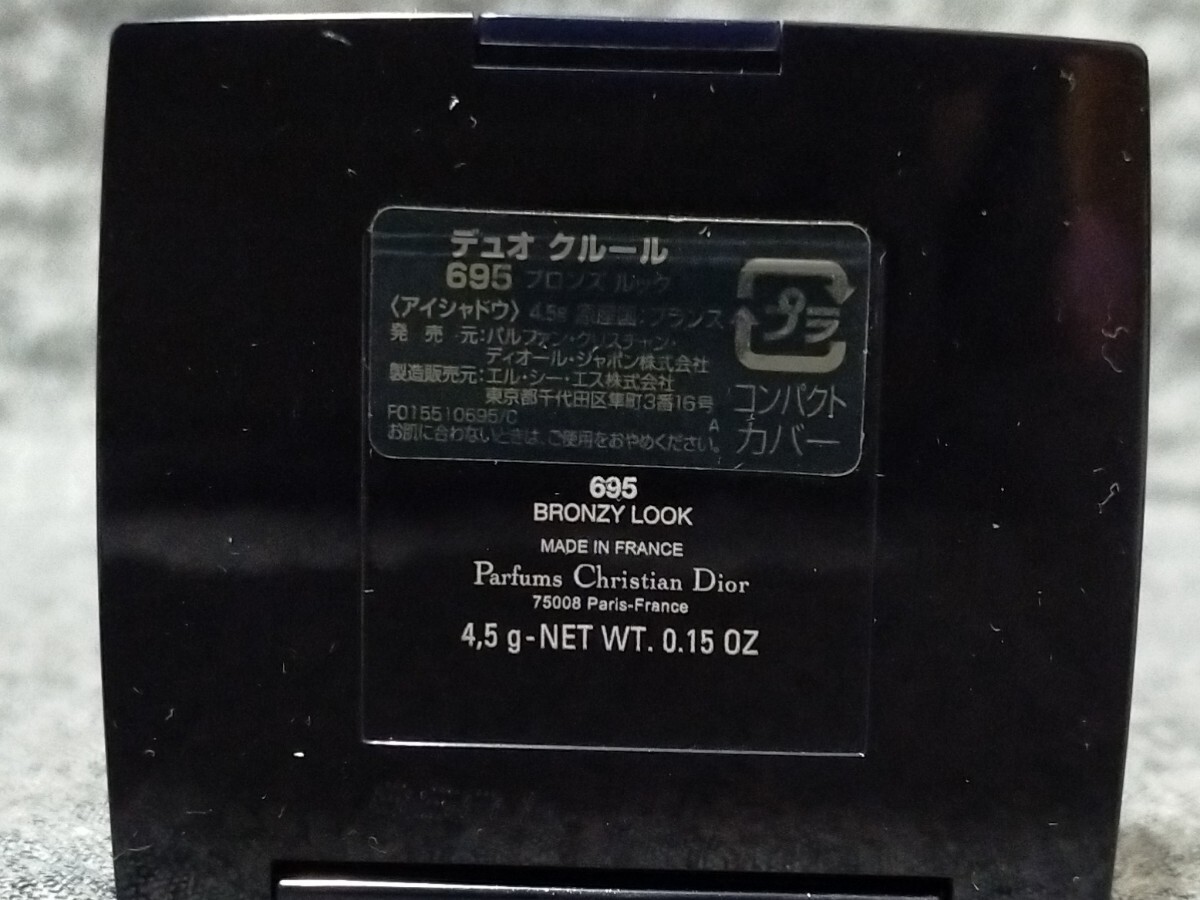 デュオ クルール
695 ブロンズ ルック
〈アイシャドウ〉 4.5g 原産国:フランス
発 売 元:パルファン・クリスチャン・
ディオール・ジャポン株式会社
製造販売元:エル・シー・エス株式会社
東京都千代田区隼町3番16号
F015510695/C
A
お肌に合わないときは、ご使用をおやめください。
プラ
コンパクト
カバー
695
BRONZY LOOK
MADE IN FRANCE
Parfums Christian Dior
75008 Paris-France
4,5 g-NET WT. 0.15 OZ